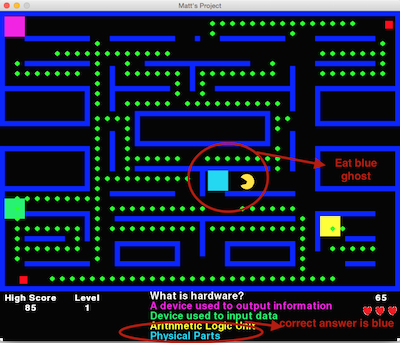 Matt's Project
Eat blue
ghost
High Score
85
Level
1
What is hardware?
65
A device used to output information
Device used to input data
Arithmetic Logic Unit
correct answer is blue
Physical Parts